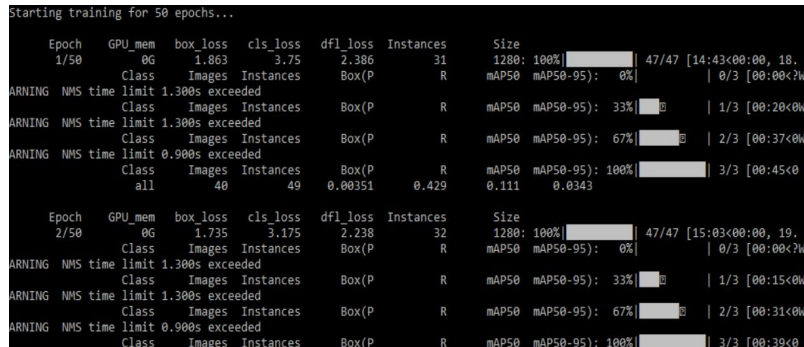 Starting training for 50 epochs...
Epoch GPU_mem box_loss cls_loss dfl_loss Instances Size
1/50 0G 1.863 3.75 2.386 31 1280: 100%| | 47/47 [14:43<00:00, 18.
Class Images Instances Box(P R mAP50 mAP50-95): 0%| | 0/3 [00:00<?W
ARNING NMS time limit 1.300s exceeded
Class Images Instances Box(P R mAP50 mAP50-95): 33%| | 1/3 [00:20<0W
ARNING NMS time limit 1.300s exceeded
Class Images Instances Box(P R mAP50 mAP50-95): 67%| | 2/3 [00:37<0W
ARNING NMS time limit 0.900s exceeded
Class Images Instances Box(P R mAP50 mAP50-95): 100%| | 3/3 [00:45<0
all 40 49 0.00351 0.429 0.111 0.0343
Epoch GPU_mem box_loss cls_loss dfl_loss Instances Size
2/50 0G 1.735 3.175 2.238 32 1280: 100%| | 47/47 [15:03<00:00, 19.
Class Images Instances Box(P R mAP50 mAP50-95): 0%| | 0/3 [00:00<?W
ARNING NMS time limit 1.300s exceeded
Class Images Instances Box(P R mAP50 mAP50-95): 33%| | 1/3 [00:15<0W
ARNING NMS time limit 1.300s exceeded
Class Images Instances Box(P R mAP50 mAP50-95): 67%| | 2/3 [00:31<0W
ARNING NMS time limit 0.900s exceeded
Class Images Instances Box(P R mAP50 mAP50-95): 100%| | 3/3 [00:39<0